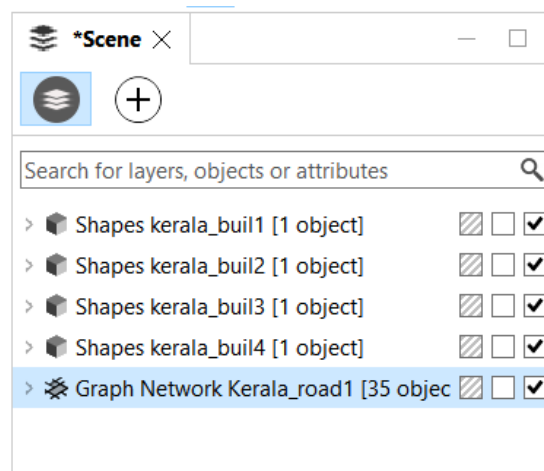 *Scene
Search for layers, objects or attributes
Shapes kerala_buil1 [1 object]
Shapes kerala_buil2 [1 object]
Shapes kerala_buil3 [1 object]
Shapes kerala_buil4 [1 object]
Graph Network Kerala_road1 [35 objec